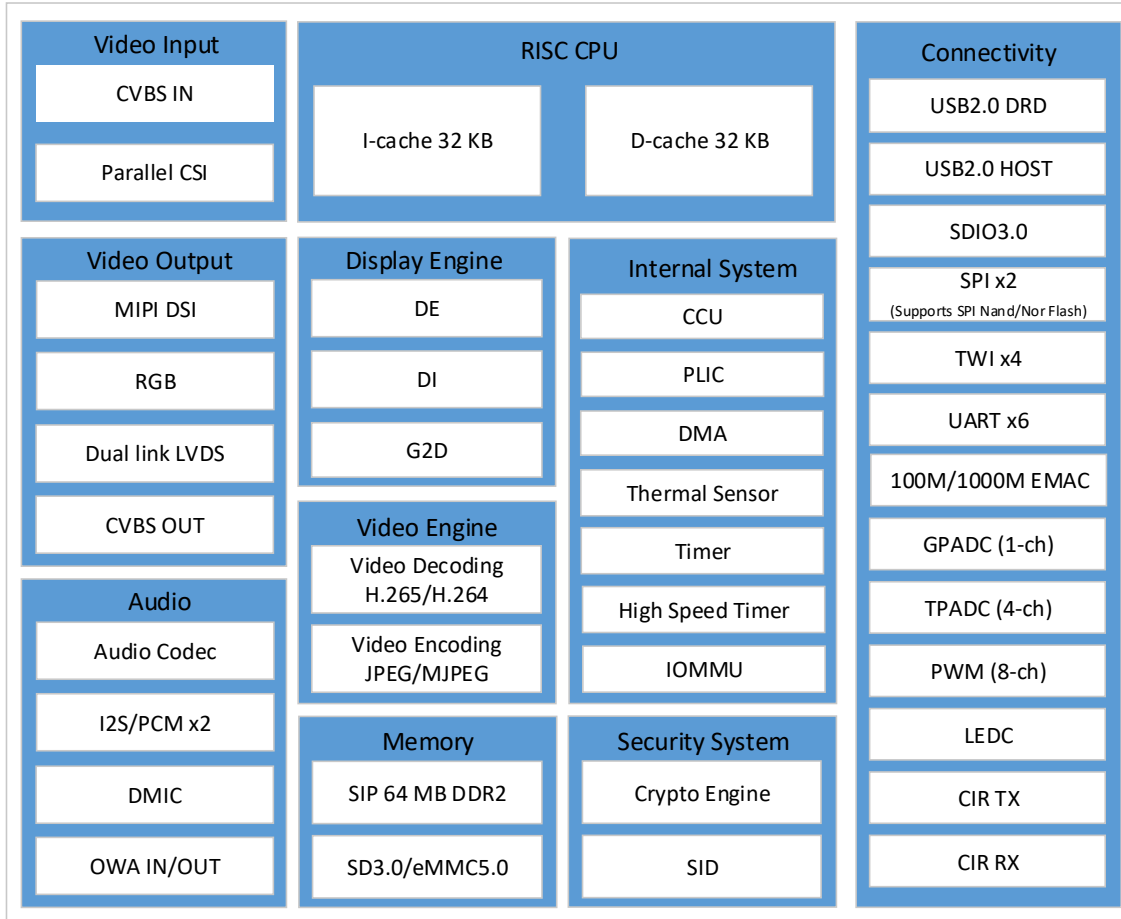 Video Input
CVBS IN
Parallel CSI
RISC CPU
I-cache 32 KB
D-cache 32 KB
Video Output
MIPI DSI
RGB
Dual link LVDS
CVBS OUT
Display Engine
DE
DI
G2D
Video Engine
Video Decoding
H.265/H.264
Video Encoding
JPEG/MJPEG
Internal System
CCU
PLIC
DMA
Thermal Sensor
Timer
High Speed Timer
IOMMU
Audio
Audio Codec
I2S/PCM x2
DMIC
OWA IN/OUT
Memory
SIP 64 MB DDR2
SD3.0/eMMC5.0
Security System
Crypto Engine
SID
Connectivity
USB2.0 DRD
USB2.0 HOST
SDIO3.0
SPI x2
(Supports SPI Nand/Nor Flash)
TWI x4
UART x6
100M/1000M EMAC
GPADC (1-ch)
TPADC (4-ch)
PWM (8-ch)
LEDC
CIR TX
CIR RX